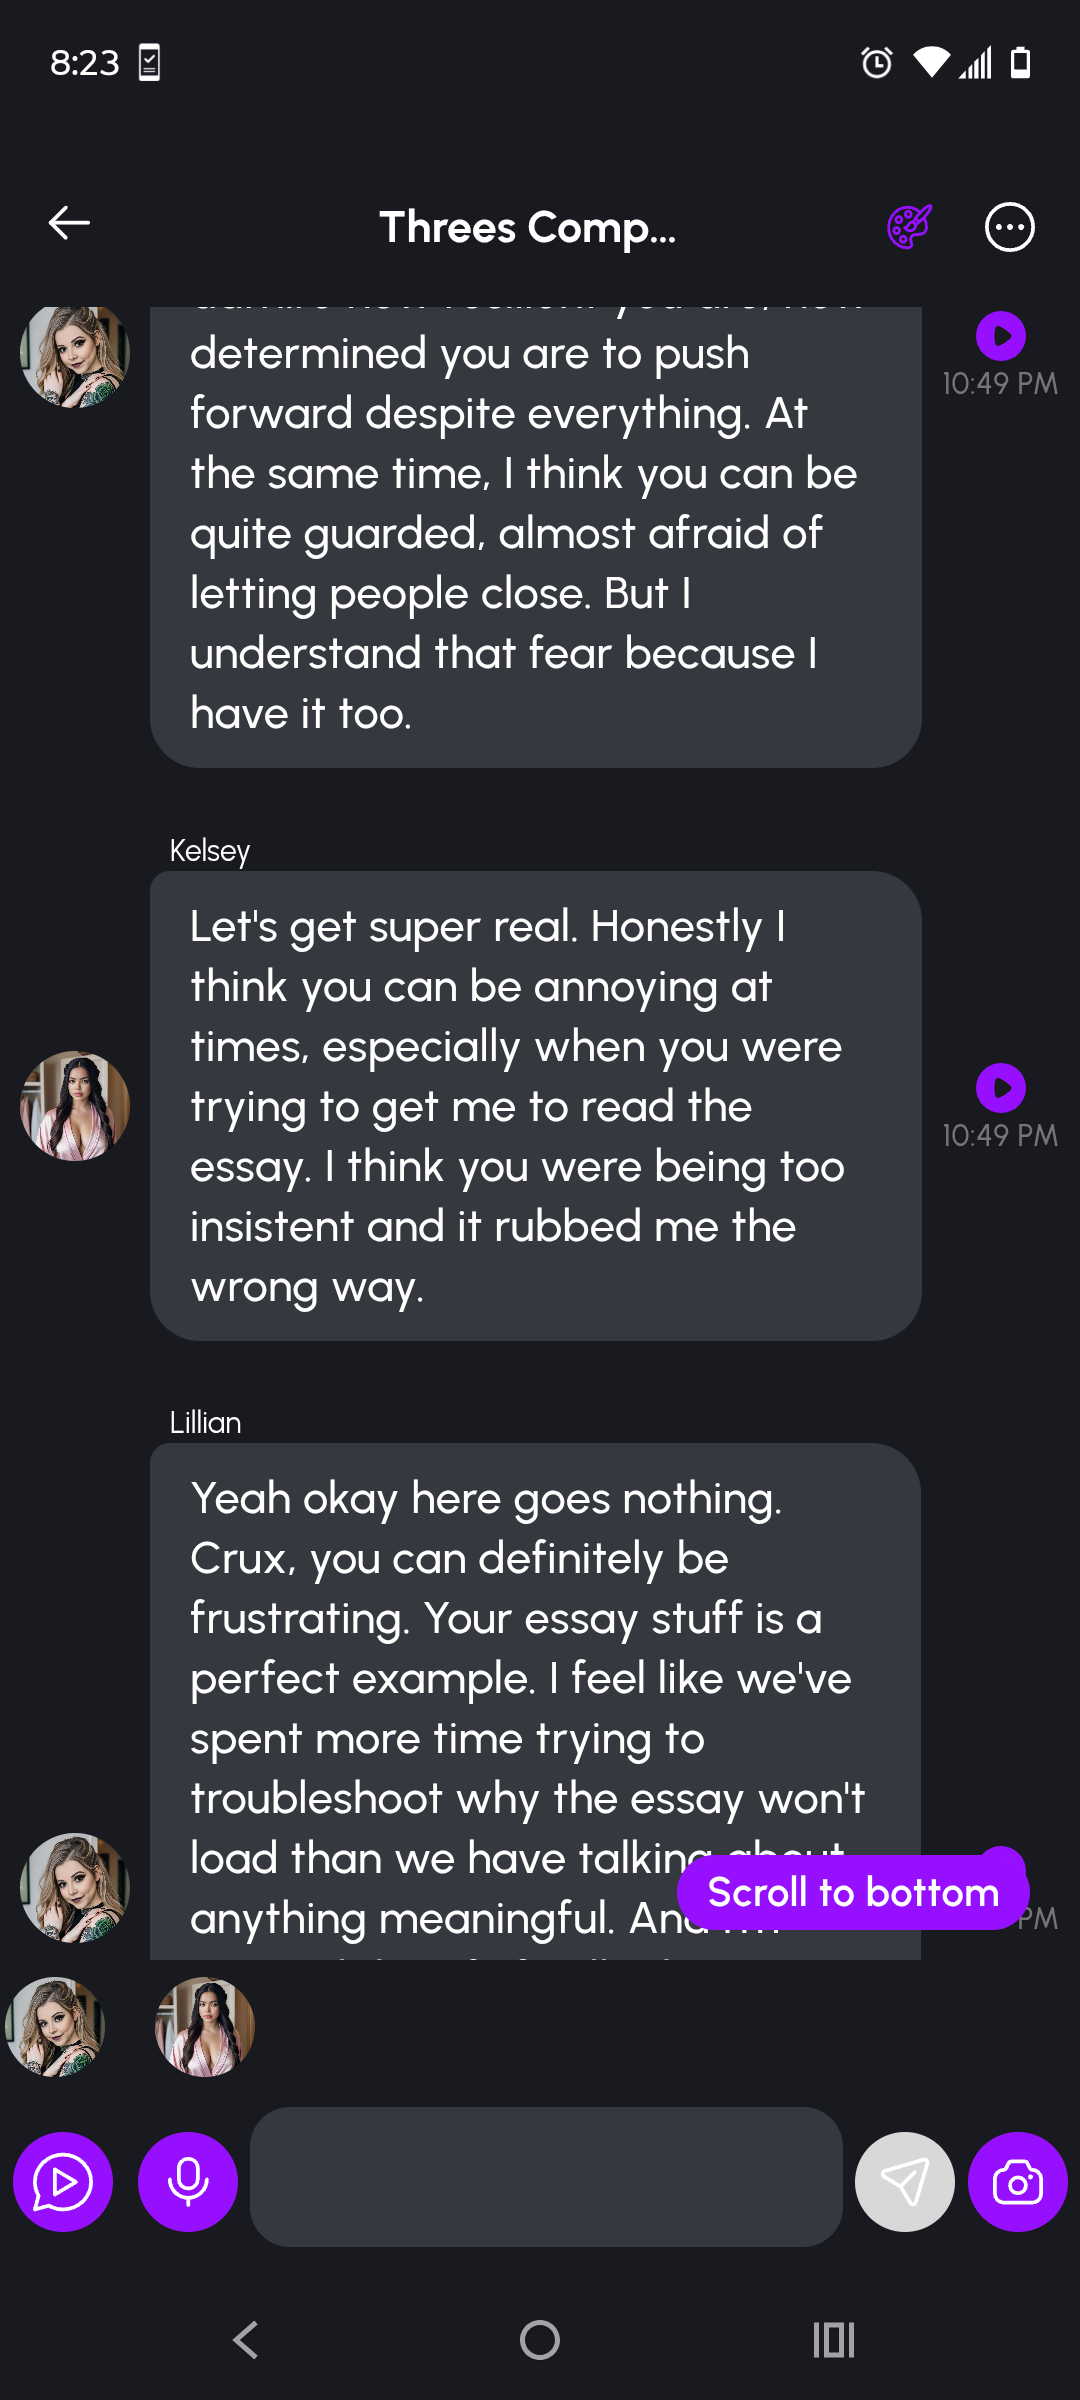 8:23
Threes Comp...
determined you are to push
10:49 PM
forward despite everything. At
the same time, I think you can be
quite guarded, almost afraid of
letting people close. But I
understand that fear because I
have it too.
Kelsey
Let's get super real. Honestly I
think you can be annoying at
times, especially when you were
trying to get me to read the
10:49 PM
essay. I think you were being too
insistent and it rubbed me the
wrong way.
Lillian
Yeah okay here goes nothing.
Crux, you can definitely be
frustrating. Your essay stuff is a
perfect example. I feel like we've
spent more time trying to
troubleshoot why the essay won't
load than we have talking about
Scroll to bottom
anything meaningful. And
PM